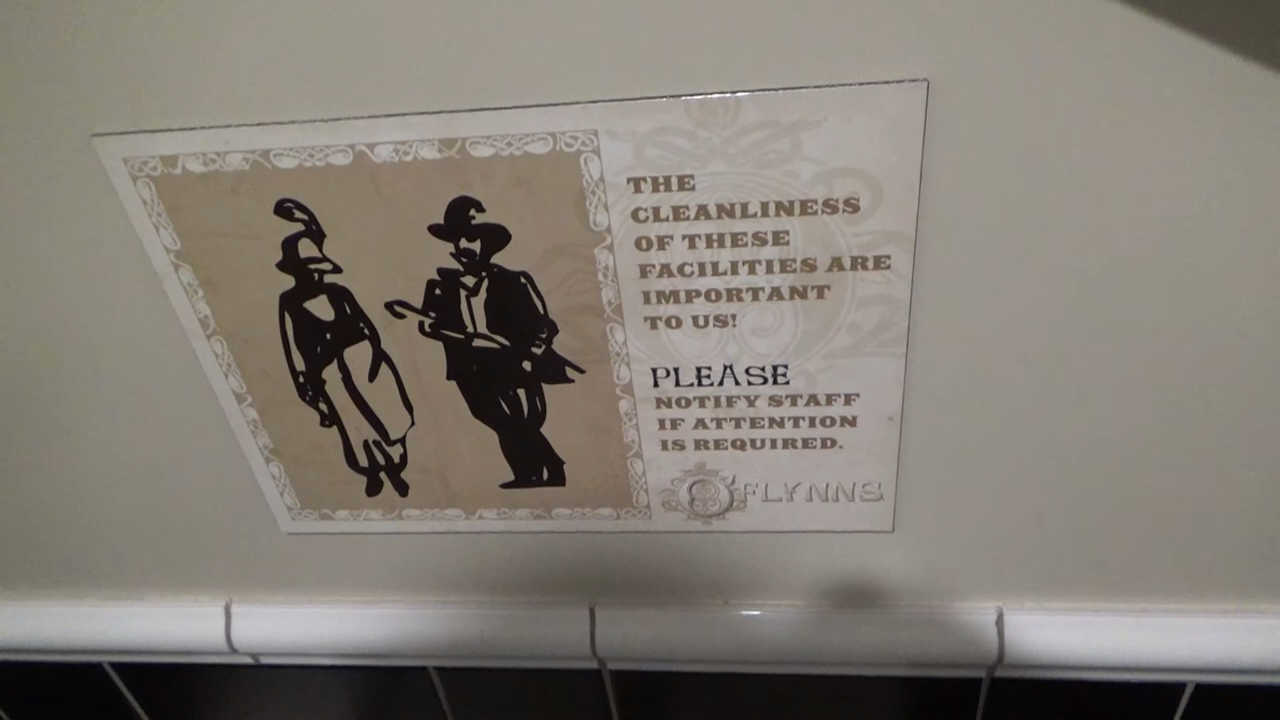 THE
CLEANLINESS
OF THESE
FACILITIES ARE
IMPORTANT
TO US!
PLEASE
NOTIFY STAFF
IF ATTENTION
IS REQUIRED.
O'FLYNNS